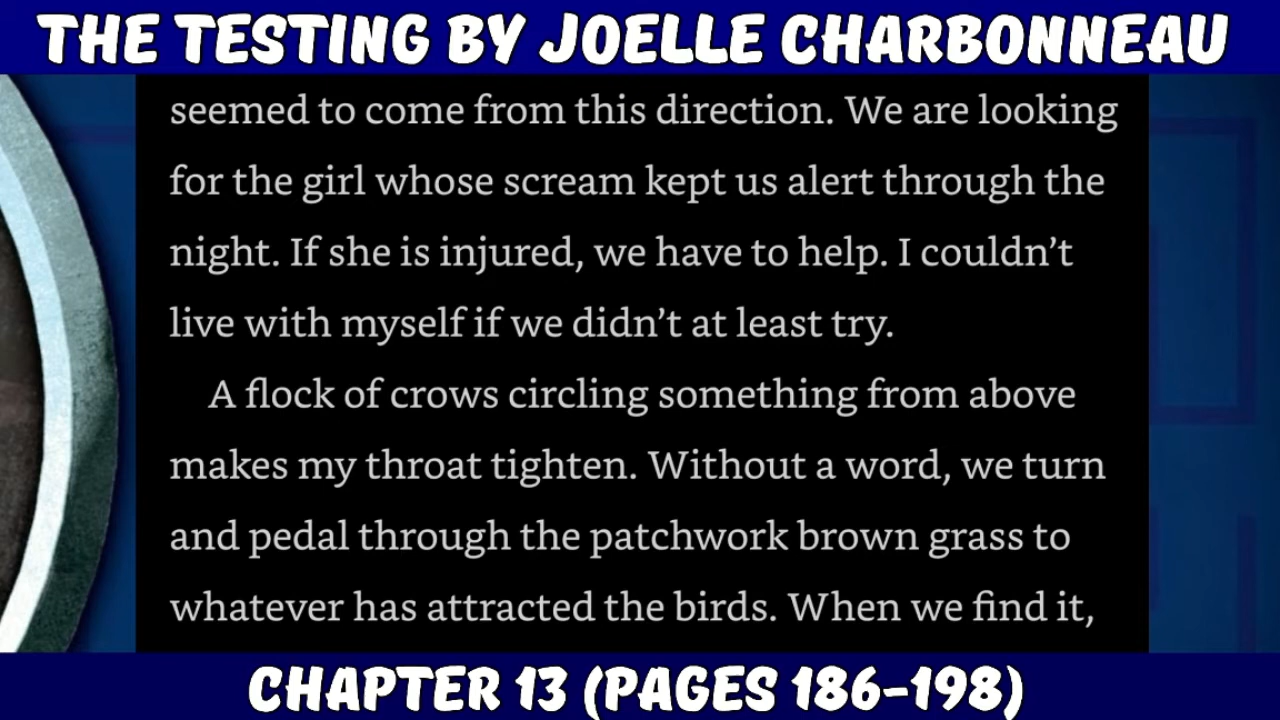 THE TESTING BY JOELLE CHARBONNEAU
seemed to come from this direction. We are looking
for the girl whose scream kept us alert through the
night. If she is injured, we have to help. I couldn’t
live with myself if we didn’t at least try.
A flock of crows circling something from above
makes my throat tighten. Without a word, we turn
and pedal through the patchwork brown grass to
whatever has attracted the birds. When we find it,
CHAPTER 13 (PAGES 186-198)